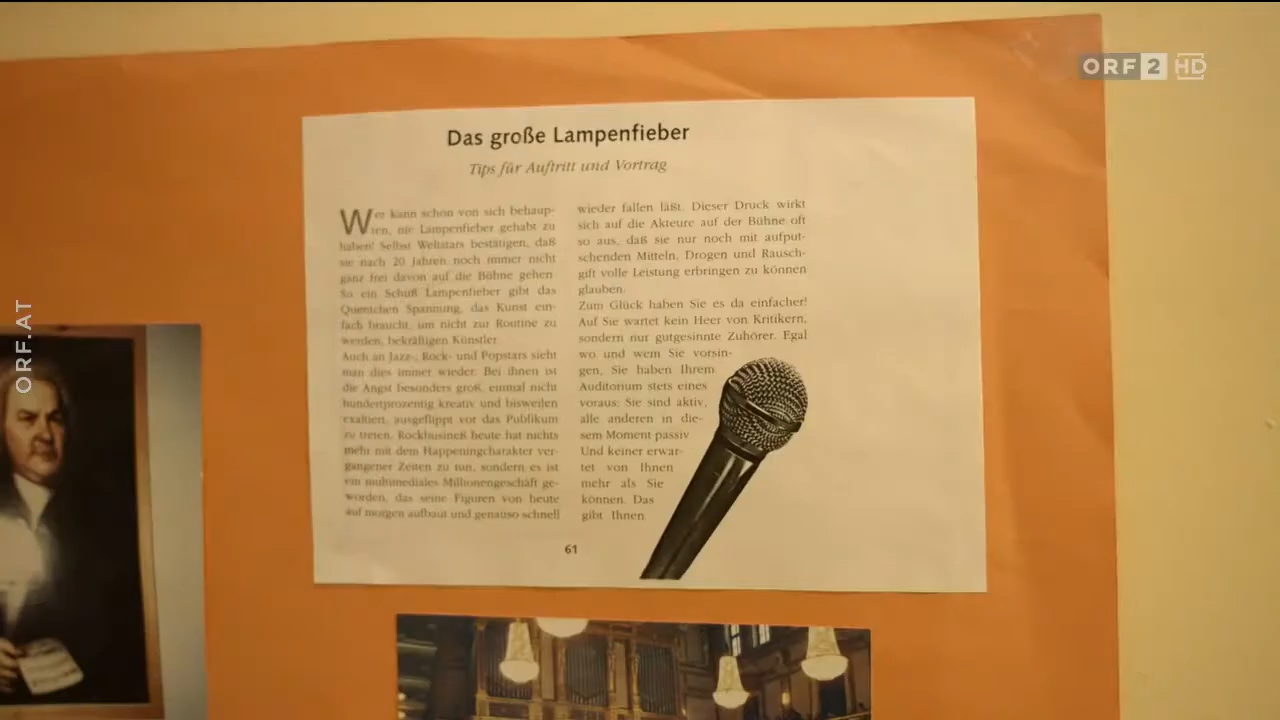 ORF 2 HD
ORF.AT
Das große Lampenfieber
Tips für Auftritt und Vortrag
Wer kann schon von sich behaup-
ten, nie Lampenfieber gehabt zu
haben! Selbst Weltstars bestätigen, daß
sie nach 20 Jahren noch immer nicht
ganz frei davon auf die Bühne gehen.
So ein Schuß Lampenfieber gibt das
Quentchen Spannung, das Kunst ein-
fach braucht, um nicht zur Routine zu
werden, bekräftigen Künstler.
Auch an Jazz-, Rock- und Popstars sieht
man dies immer wieder. Bei ihnen ist
die Angst besonders groß, einmal nicht
hundertprozentig kreativ und bisweilen
exaltiert, ausgeflippt vor das Publikum
zu treten. Rockbusineß heute hat nichts
mehr mit dem Happeningcharakter ver-
gangener Zeiten zu tun, sondern es ist
ein multimediales Millionengeschäft ge-
worden, das seine Figuren von heute
auf morgen aufbaut und genauso schnell
wieder fallen läßt. Dieser Druck wirkt
sich auf die Akteure auf der Bühne oft
so aus, daß sie nur noch mit aufput-
schenden Mitteln, Drogen und Rausch-
gift volle Leistung erbringen zu können
glauben.
Zum Glück haben Sie es da einfacher!
Auf Sie wartet kein Heer von Kritikern,
sondern nur gutgesinnte Zuhörer. Egal
wo und wem Sie vorsin-
gen, Sie haben Ihrem
Auditorium stets eines
voraus: Sie sind aktiv,
alle anderen in die-
sem Moment passiv
Und keiner erwar-
tet von Ihnen
mehr als Sie
können. Das
gibt Ihnen
61